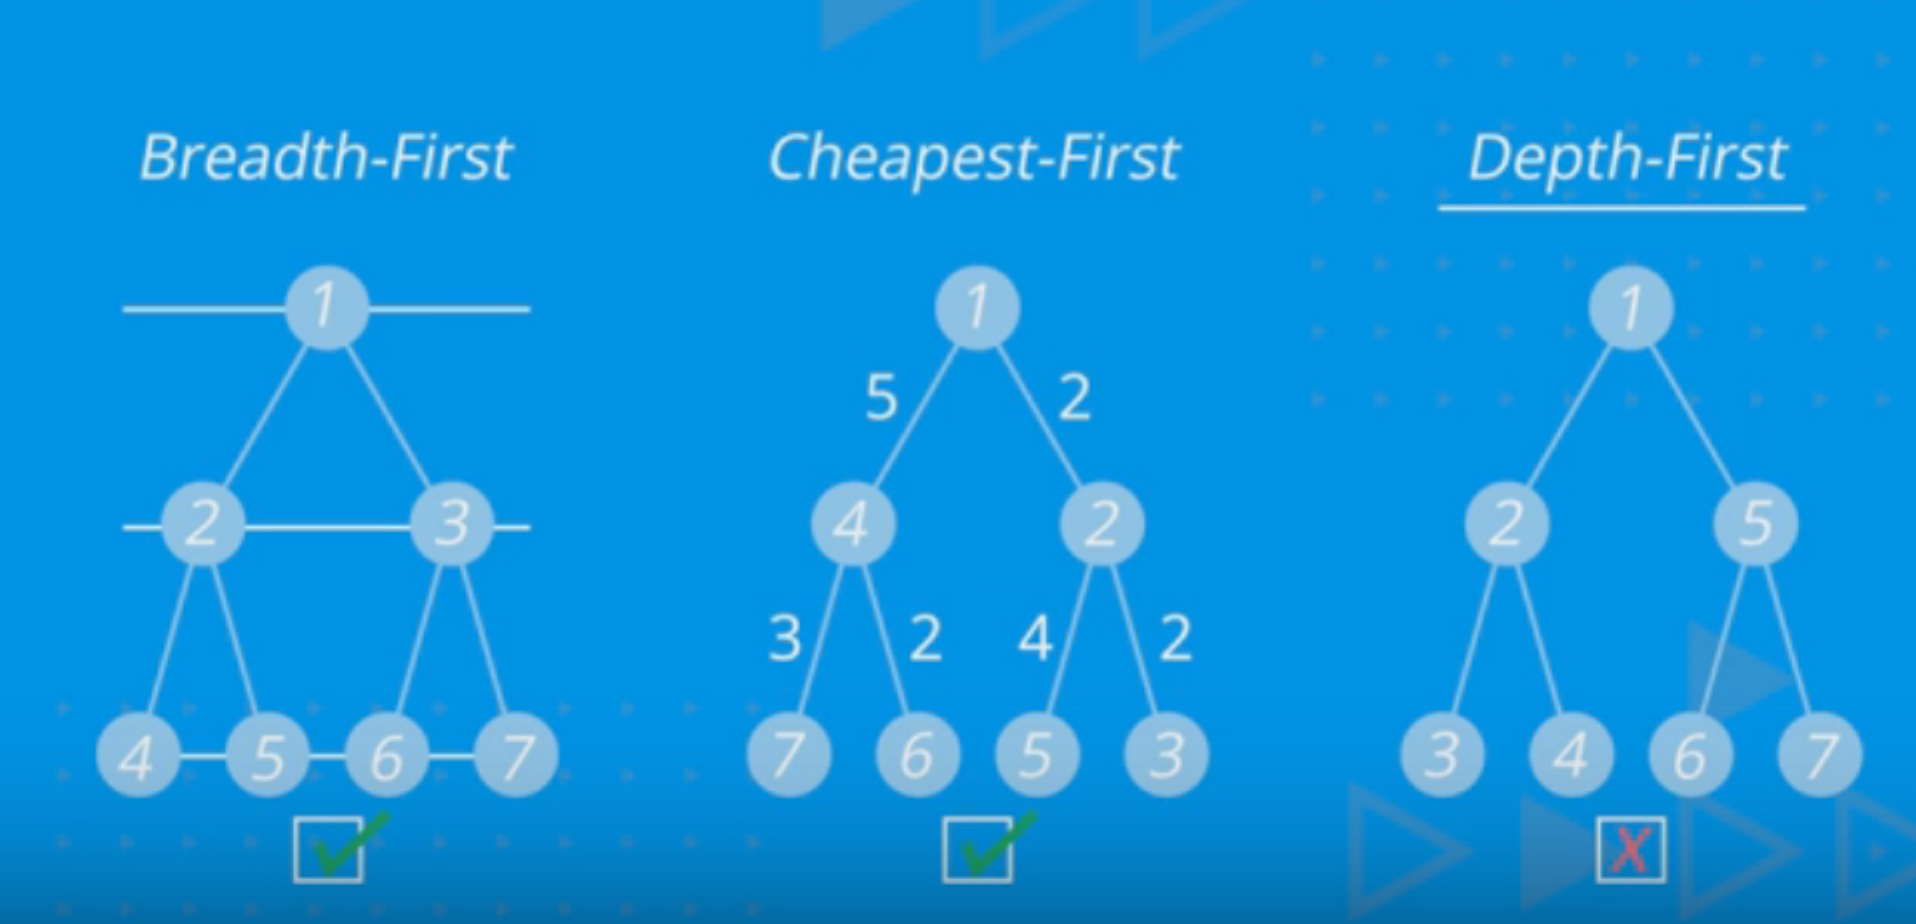 Breadth-First Cheapest-First Depth-First
1 1 1
5 2
2 3 4 2 2 5
3 2 4 2
4 5 6 7 7 6 5 3 3 4 6 7
X